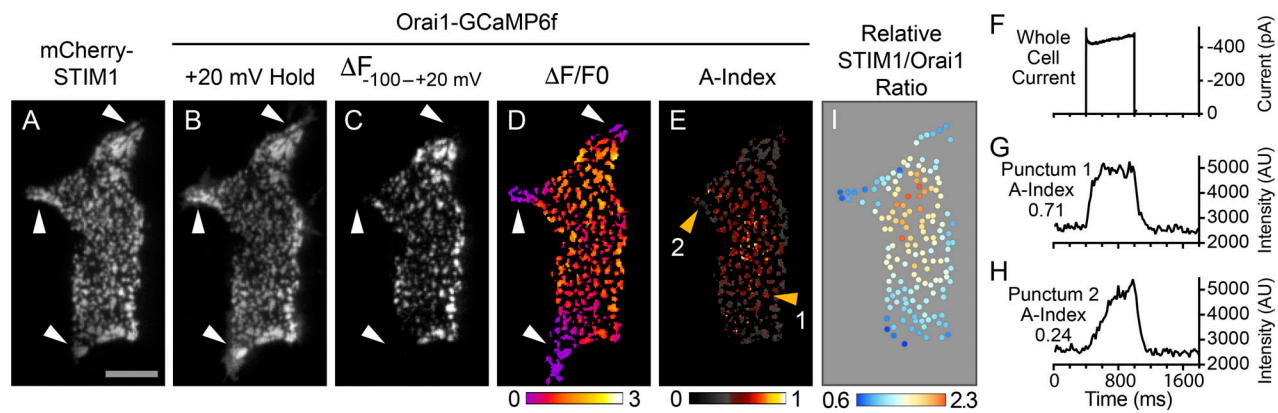 Orai1-GCaMP6f
mCherry-
STIM1
+20 mV Hold
ΔF-100–+20 mV
ΔF/F0
A-Index
Relative
STIM1/Orai1
Ratio
A
B
C
D
E
I
2
1
0 3
0 1
0.6 2.3
F
Whole
Cell
Current
-400
-200
0
Current (pA)
G
Punctum 1
A-Index
0.71
5000
4000
3000
2000
Intensity (AU)
H
Punctum 2
A-Index
0.24
5000
4000
3000
2000
Intensity (AU)
0 800 1600
Time (ms)